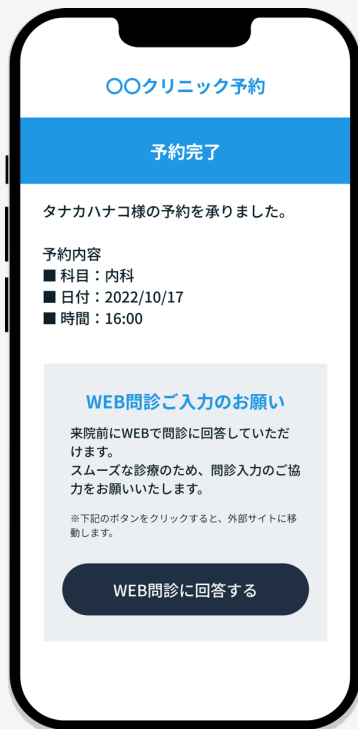 〇〇クリニック予約
予約完了
タナカハナコ様の予約を承りました。
予約内容
■ 科目：内科
■ 日付：2022/10/17
■ 時間：16:00
WEB問診ご入力のお願い
来院前にWEBで問診に回答していただ
けます。
スムーズな診療のため、問診入力のご協
力をお願いいたします。
※下記のボタンをクリックすると、外部サイトに移
動します。
WEB問診に回答する